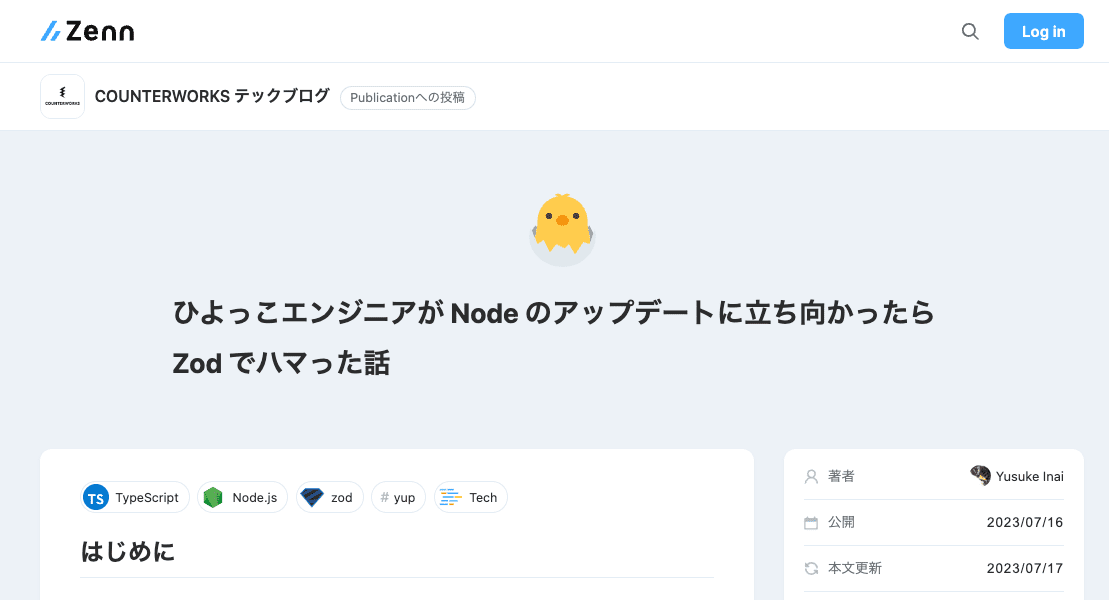 Zenn
Log in
COUNTERWORKS
COUNTERWORKS テックブログ
Publicationへの投稿
ひよっこエンジニアが Node のアップデートに立ち向かったら
Zod でハマった話
TS TypeScript
Node.js
zod
# yup
Tech
はじめに
著者 Yusuke Inai
公開 2023/07/16
本文更新 2023/07/17